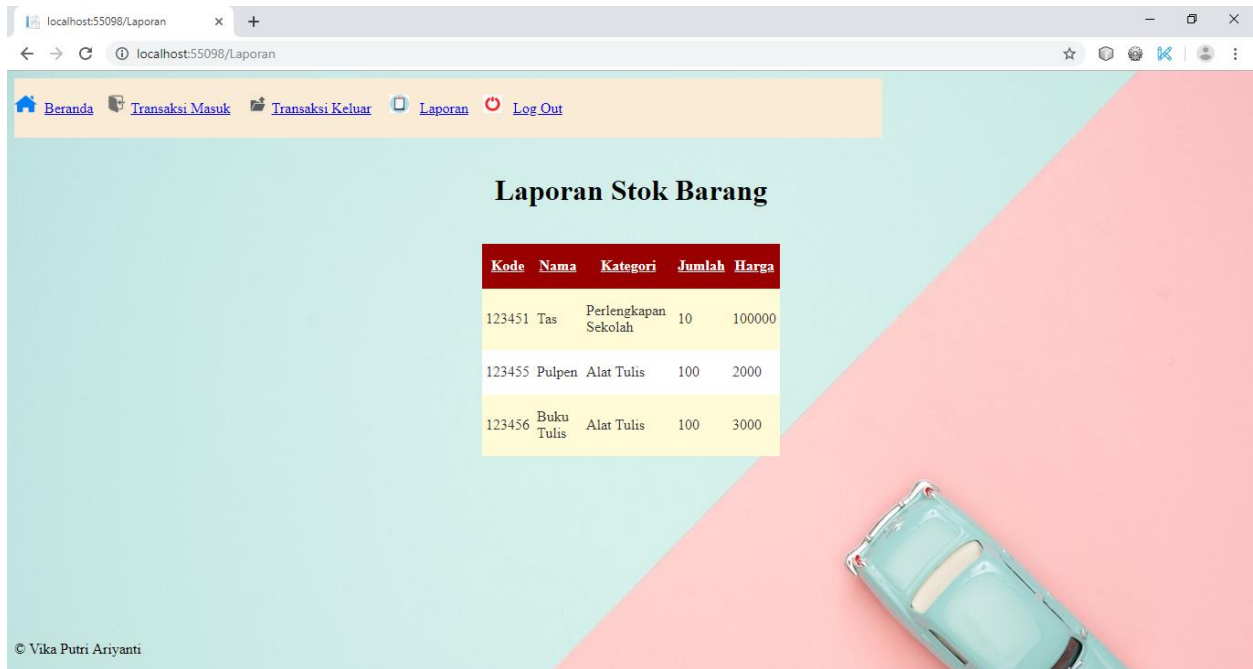 localhost:55098/Laporan
localhost:55098/Laporan
Beranda Transaksi Masuk Transaksi Keluar Laporan Log Out
Laporan Stok Barang
Kode Nama Kategori Jumlah Harga
123451 Tas Perlengkapan Sekolah 10 100000
123455 Pulpen Alat Tulis 100 2000
123456 Buku Tulis Alat Tulis 100 3000
© Vika Putri Ariyanti